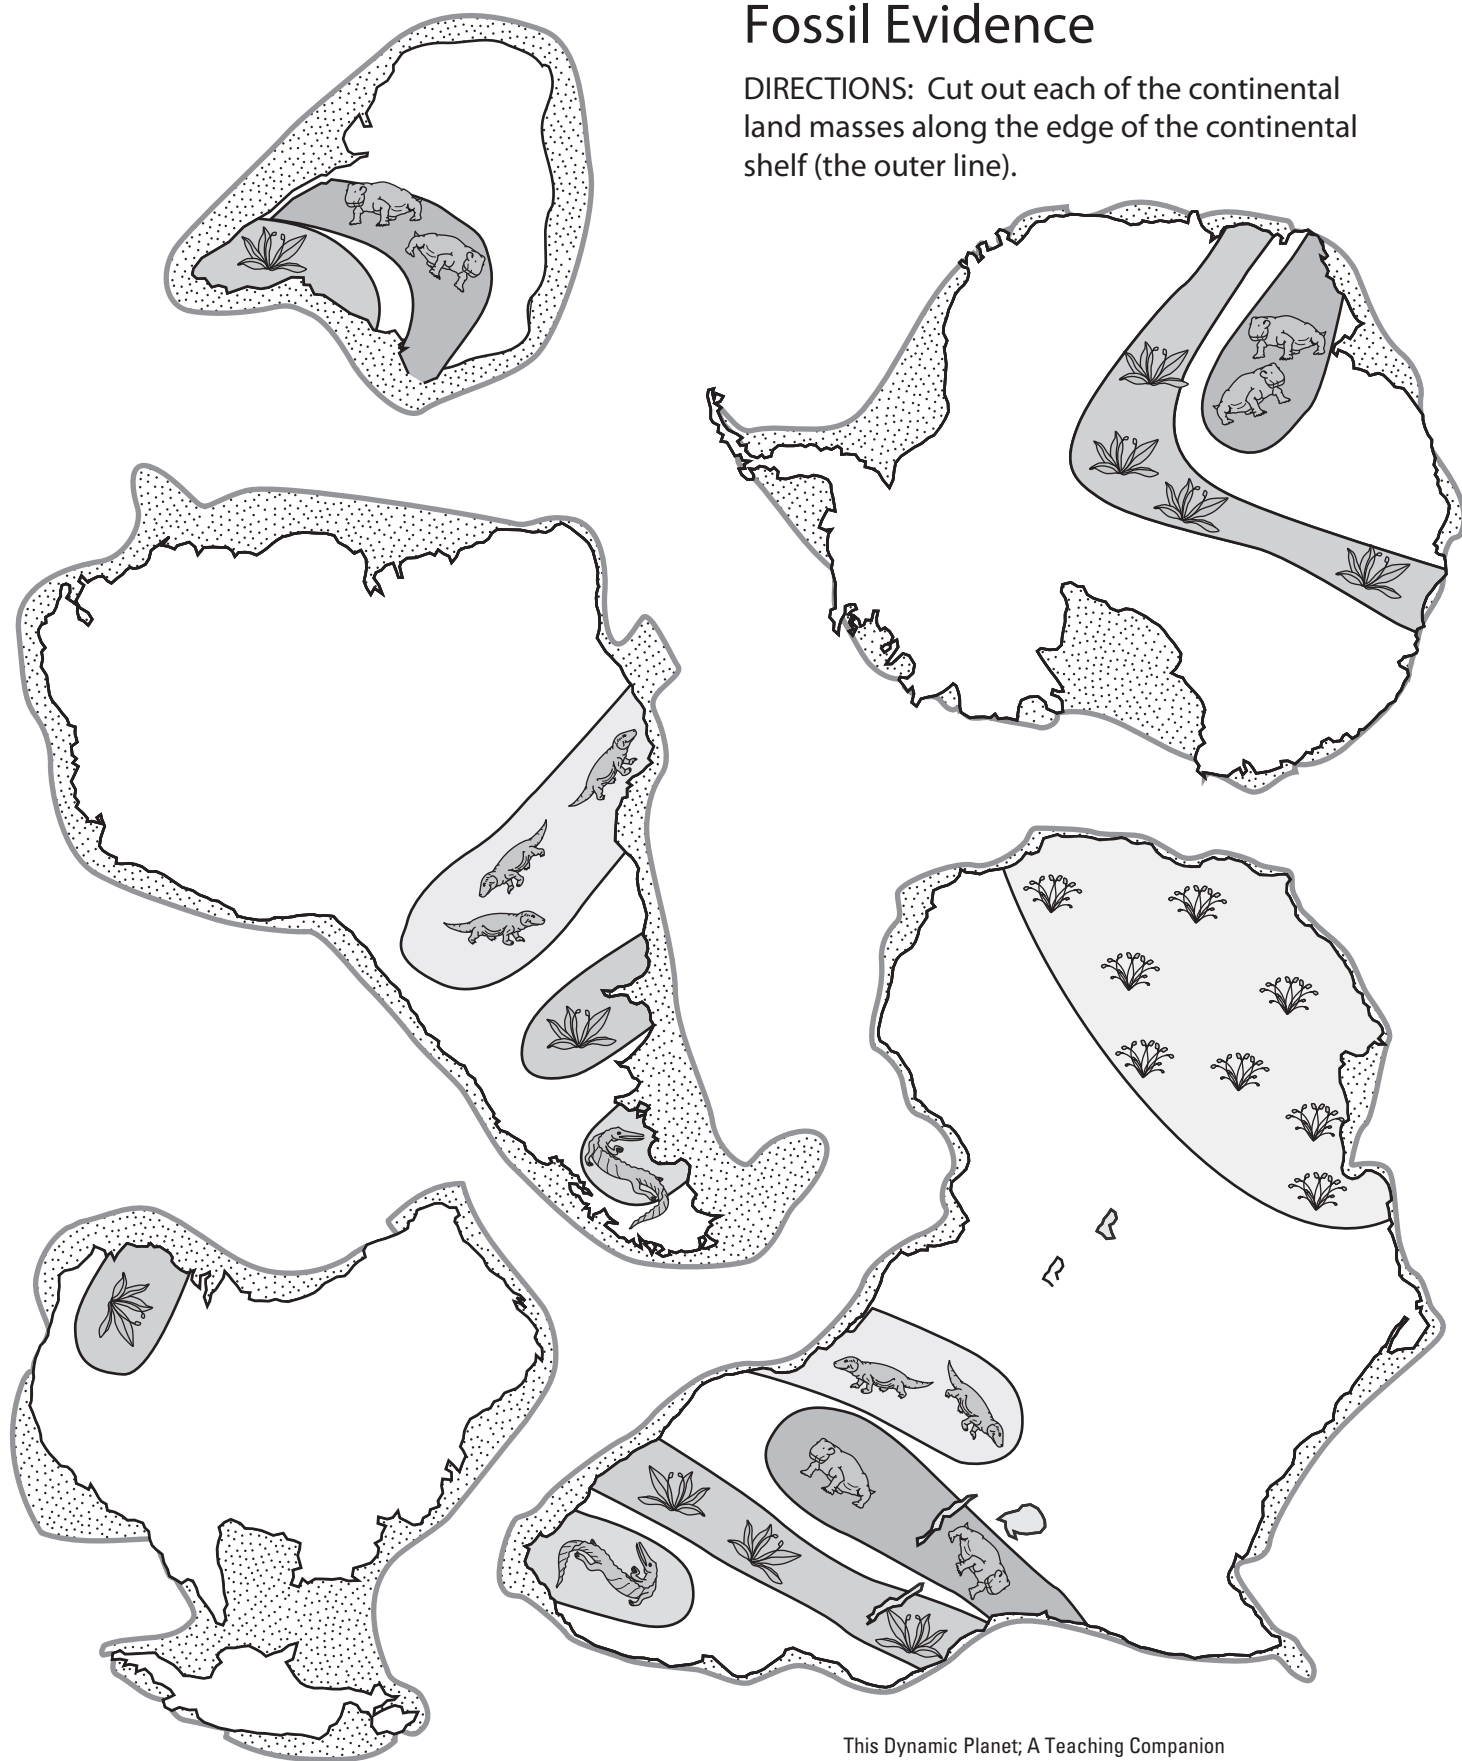 Fossil Evidence
DIRECTIONS:  Cut out each of the continental
land masses along the edge of the continental
shelf (the outer line).
This Dynamic Planet; A Teaching Companion